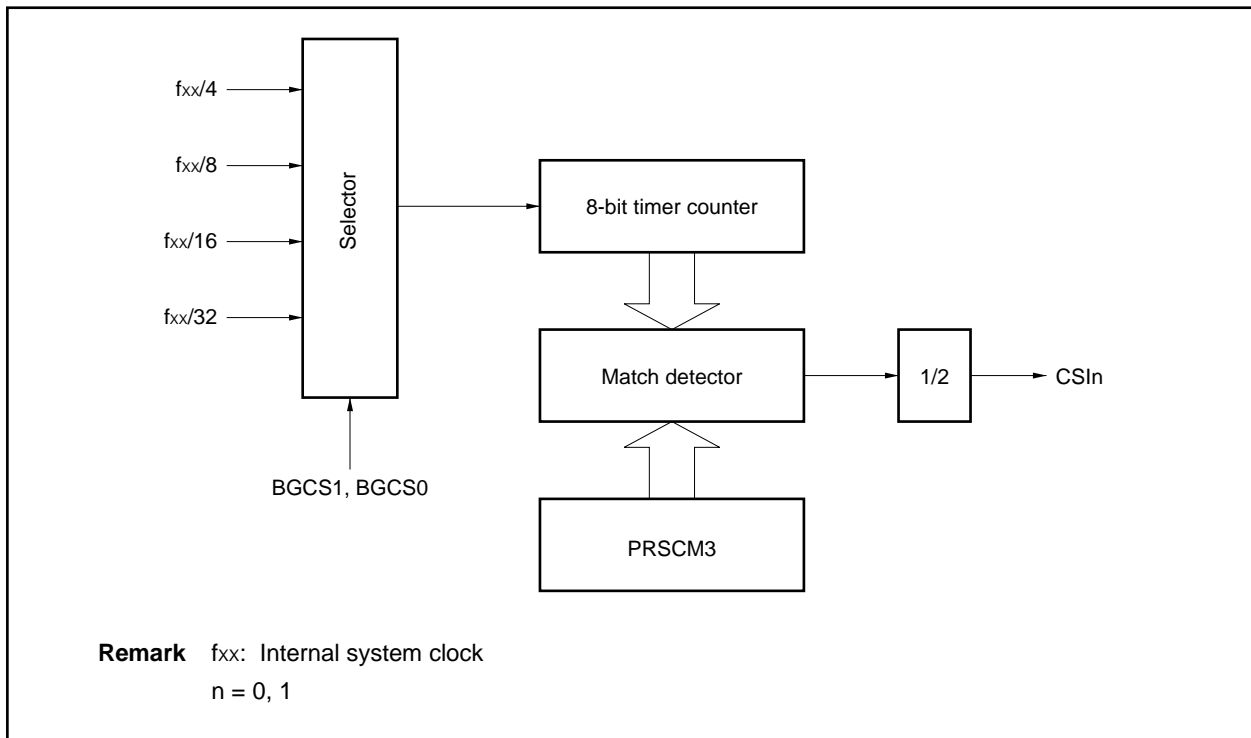 fxx/4
fxx/8
fxx/16
fxx/32
Selector
BGCS1, BGCS0
8-bit timer counter
Match detector
1/2
CSIn
PRSCM3
Remark fxx: Internal system clock
n = 0, 1